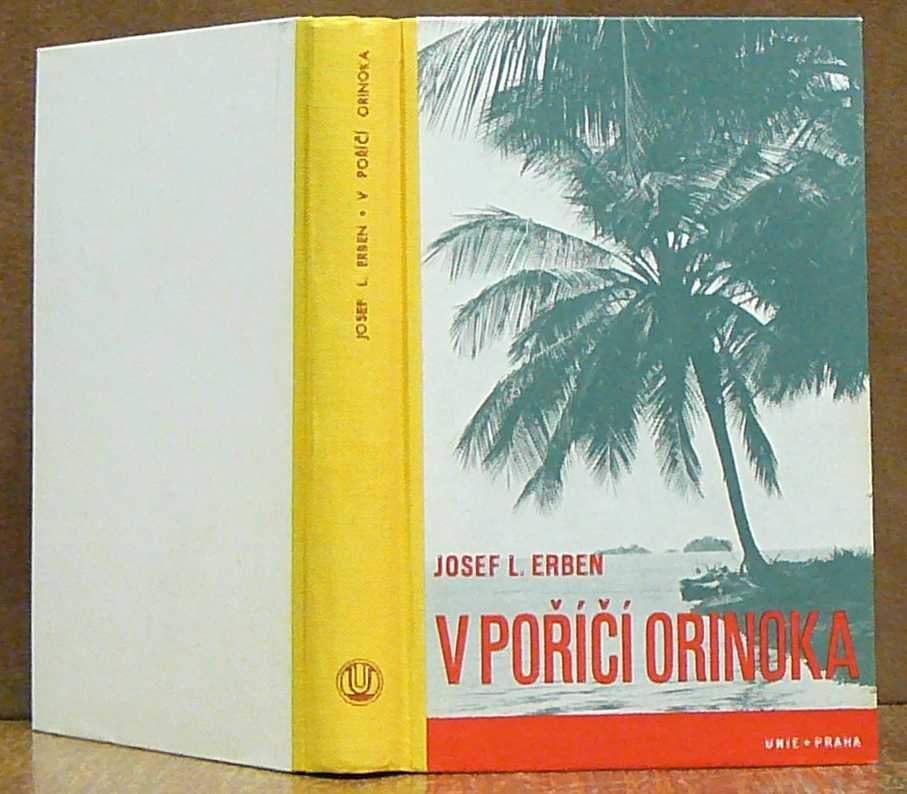 JOSEF L. ERBEN • V POŘÍČÍ ORINOKA
U
JOSEF L. ERBEN
V POŘÍČÍ ORINOKA
UNIE • PRAHA